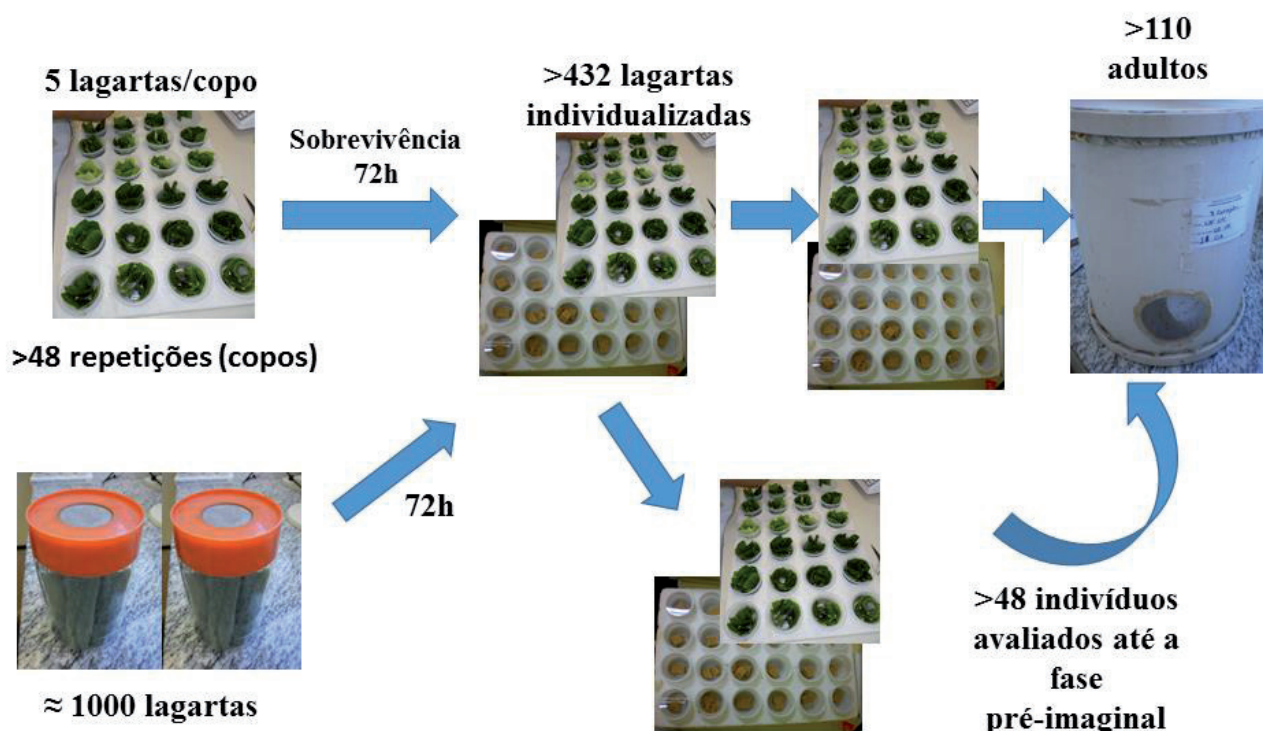 5 lagartas/copo
>48 repetições (copos)
Sobrevivência
72h
>432 lagartas
individualizadas
>110
adultos
72h
≈ 1000 lagartas
>48 indivíduos
avaliados até a
fase
pré-imaginal